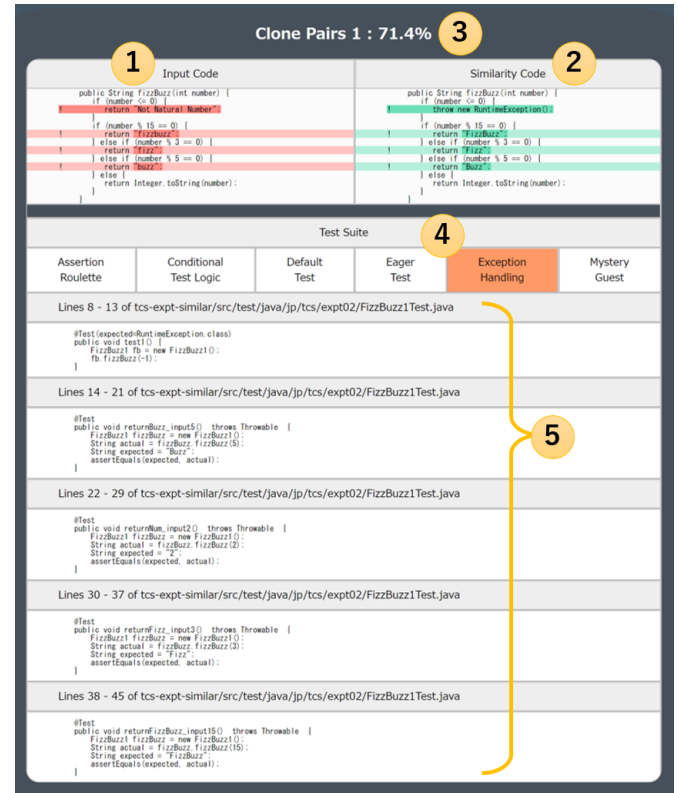 Clone Pairs 1 : 71.4%
3
1
2
Input Code
Similarity Code
public String fizzBuzz(int number) {
if (number <= 0) {
! return "Not Natural Number";
}
if (number % 15 == 0) {
! return "fizzbuzz";
} else if (number % 3 == 0) {
! return "fizz";
} else if (number % 5 == 0) {
! return "buzz";
} else {
return Integer.toString(number);
}
}
public String fizzBuzz(int number) {
if (number <= 0) {
! throw new RuntimeException();
}
if (number % 15 == 0) {
! return "FizzBuzz";
} else if (number % 3 == 0) {
! return "Fizz";
} else if (number % 5 == 0) {
! return "Buzz";
} else {
return Integer.toString(number);
}
}
Test Suite
4
Assertion Roulette
Conditional Test Logic
Default Test
Eager Test
Exception Handling
Mystery Guest
Lines 8 - 13 of tcs-expt-similar/src/test/java/jp/tcs/expt02/FizzBuzz1Test.java
@Test(expected=RuntimeException.class)
public void test1() {
FizzBuzz1 fb = new FizzBuzz1();
fb.fizzBuzz(-1);
}
Lines 14 - 21 of tcs-expt-similar/src/test/java/jp/tcs/expt02/FizzBuzz1Test.java
@Test
public void returnBuzz_input5() throws Throwable {
FizzBuzz1 fizzBuzz = new FizzBuzz1();
String actual = fizzBuzz.fizzBuzz(5);
String expected = "Buzz";
assertEquals(expected, actual);
}
5
Lines 22 - 29 of tcs-expt-similar/src/test/java/jp/tcs/expt02/FizzBuzz1Test.java
@Test
public void returnNum_input2() throws Throwable {
FizzBuzz1 fizzBuzz = new FizzBuzz1();
String actual = fizzBuzz.fizzBuzz(2);
String expected = "2";
assertEquals(expected, actual);
}
Lines 30 - 37 of tcs-expt-similar/src/test/java/jp/tcs/expt02/FizzBuzz1Test.java
@Test
public void returnFizz_input3() throws Throwable {
FizzBuzz1 fizzBuzz = new FizzBuzz1();
String actual = fizzBuzz.fizzBuzz(3);
String expected = "Fizz";
assertEquals(expected, actual);
}
Lines 38 - 45 of tcs-expt-similar/src/test/java/jp/tcs/expt02/FizzBuzz1Test.java
@Test
public void returnFizzBuzz_input15() throws Throwable {
FizzBuzz1 fizzBuzz = new FizzBuzz1();
String actual = fizzBuzz.fizzBuzz(15);
String expected = "FizzBuzz";
assertEquals(expected, actual);
}